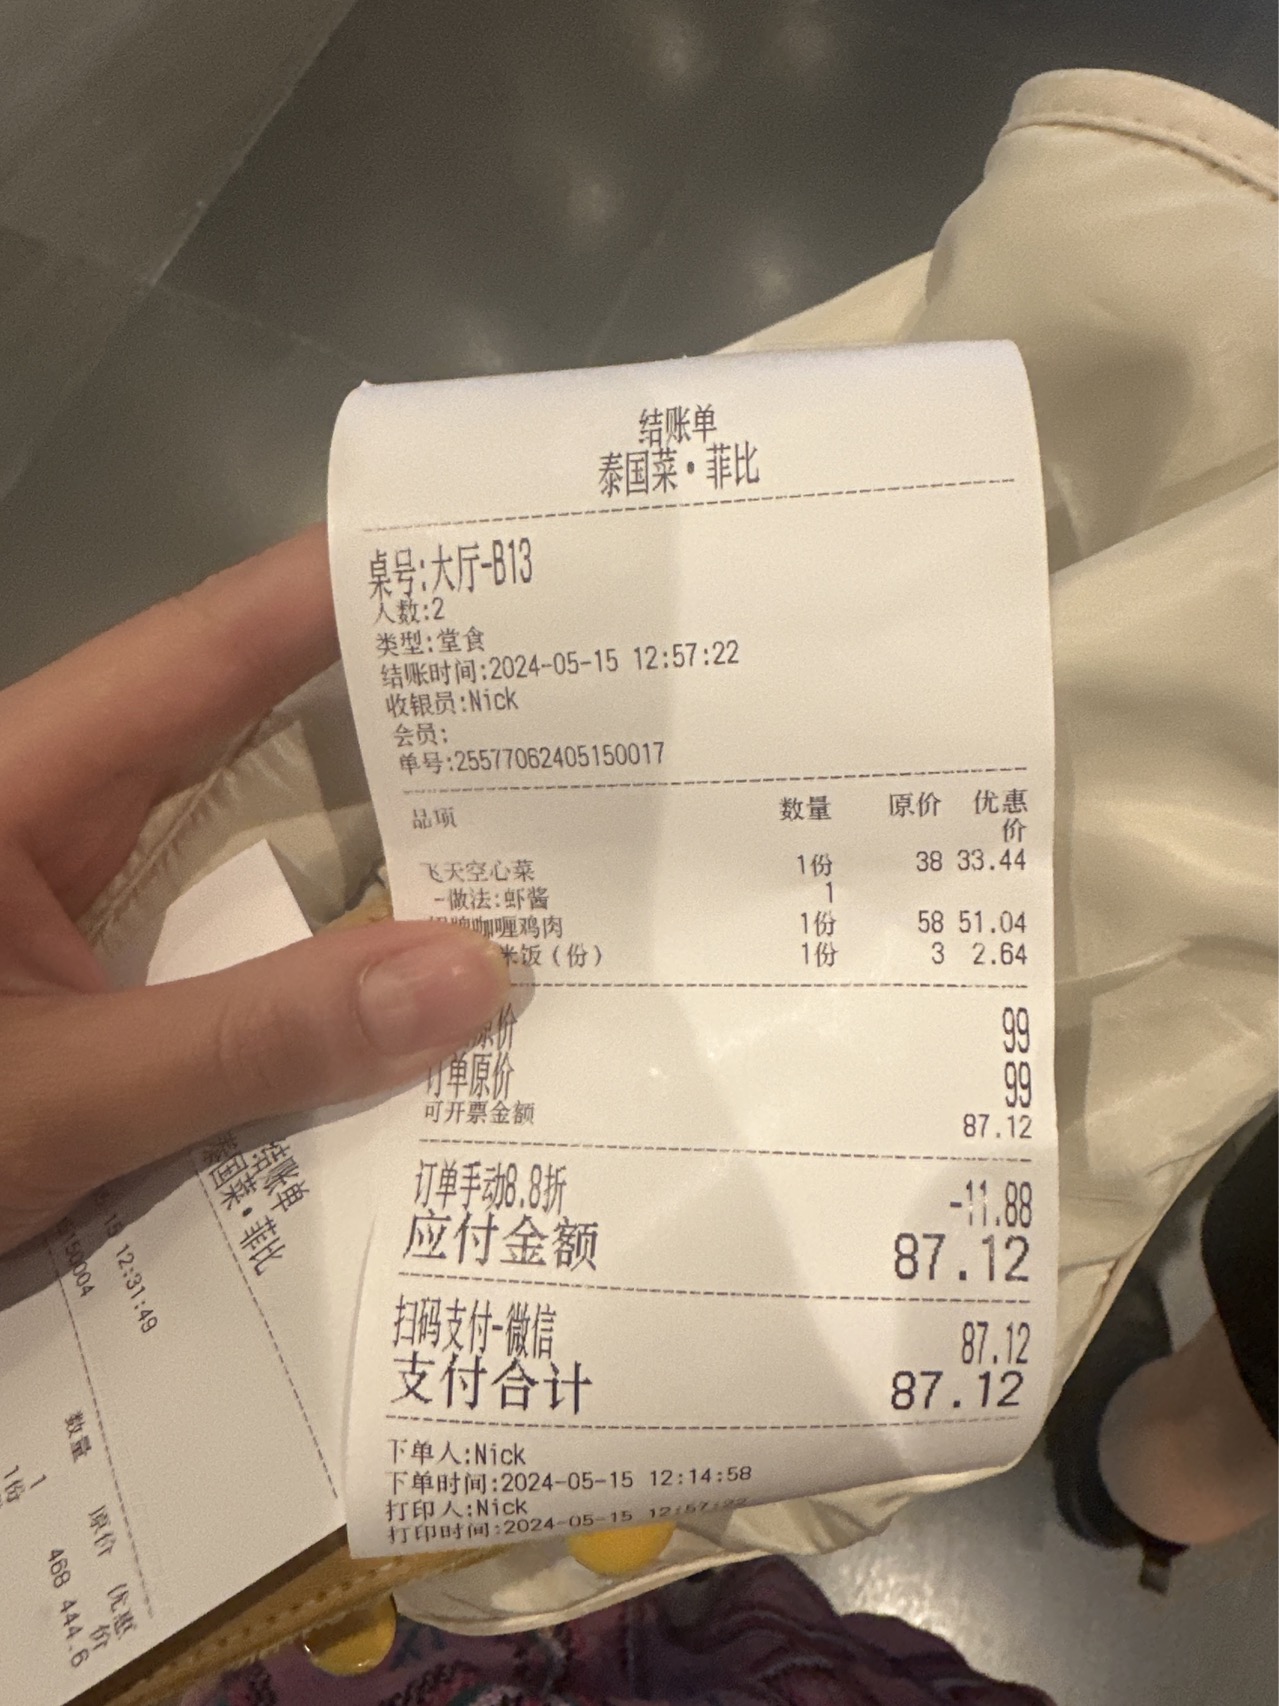 结账单
泰国菜·菲比
桌号:大厅-B13
人数:2
类型:堂食
结账时间:2024-05-15 12:57:22
收银员:Nick
会员:
单号:25577062405150017
品项 数量 原价 优惠价
飞天空心菜 1份 38 33.44
-做法:虾酱 1
咖喱鸡肉 1份 58 51.04
米饭(份) 1份 3 2.64
原价 99
订单原价 99
可开票金额 87.12
订单手动8.8折 -11.88
应付金额 87.12
扫码支付-微信 87.12
支付合计 87.12
下单人:Nick
下单时间:2024-05-15 12:14:58
打印人:Nick
打印时间:2024-05-15 12:57:22
结账单
泰国菜·菲比
12:31:49
150004
数量 原价 优惠价
1
1份 468 444.6